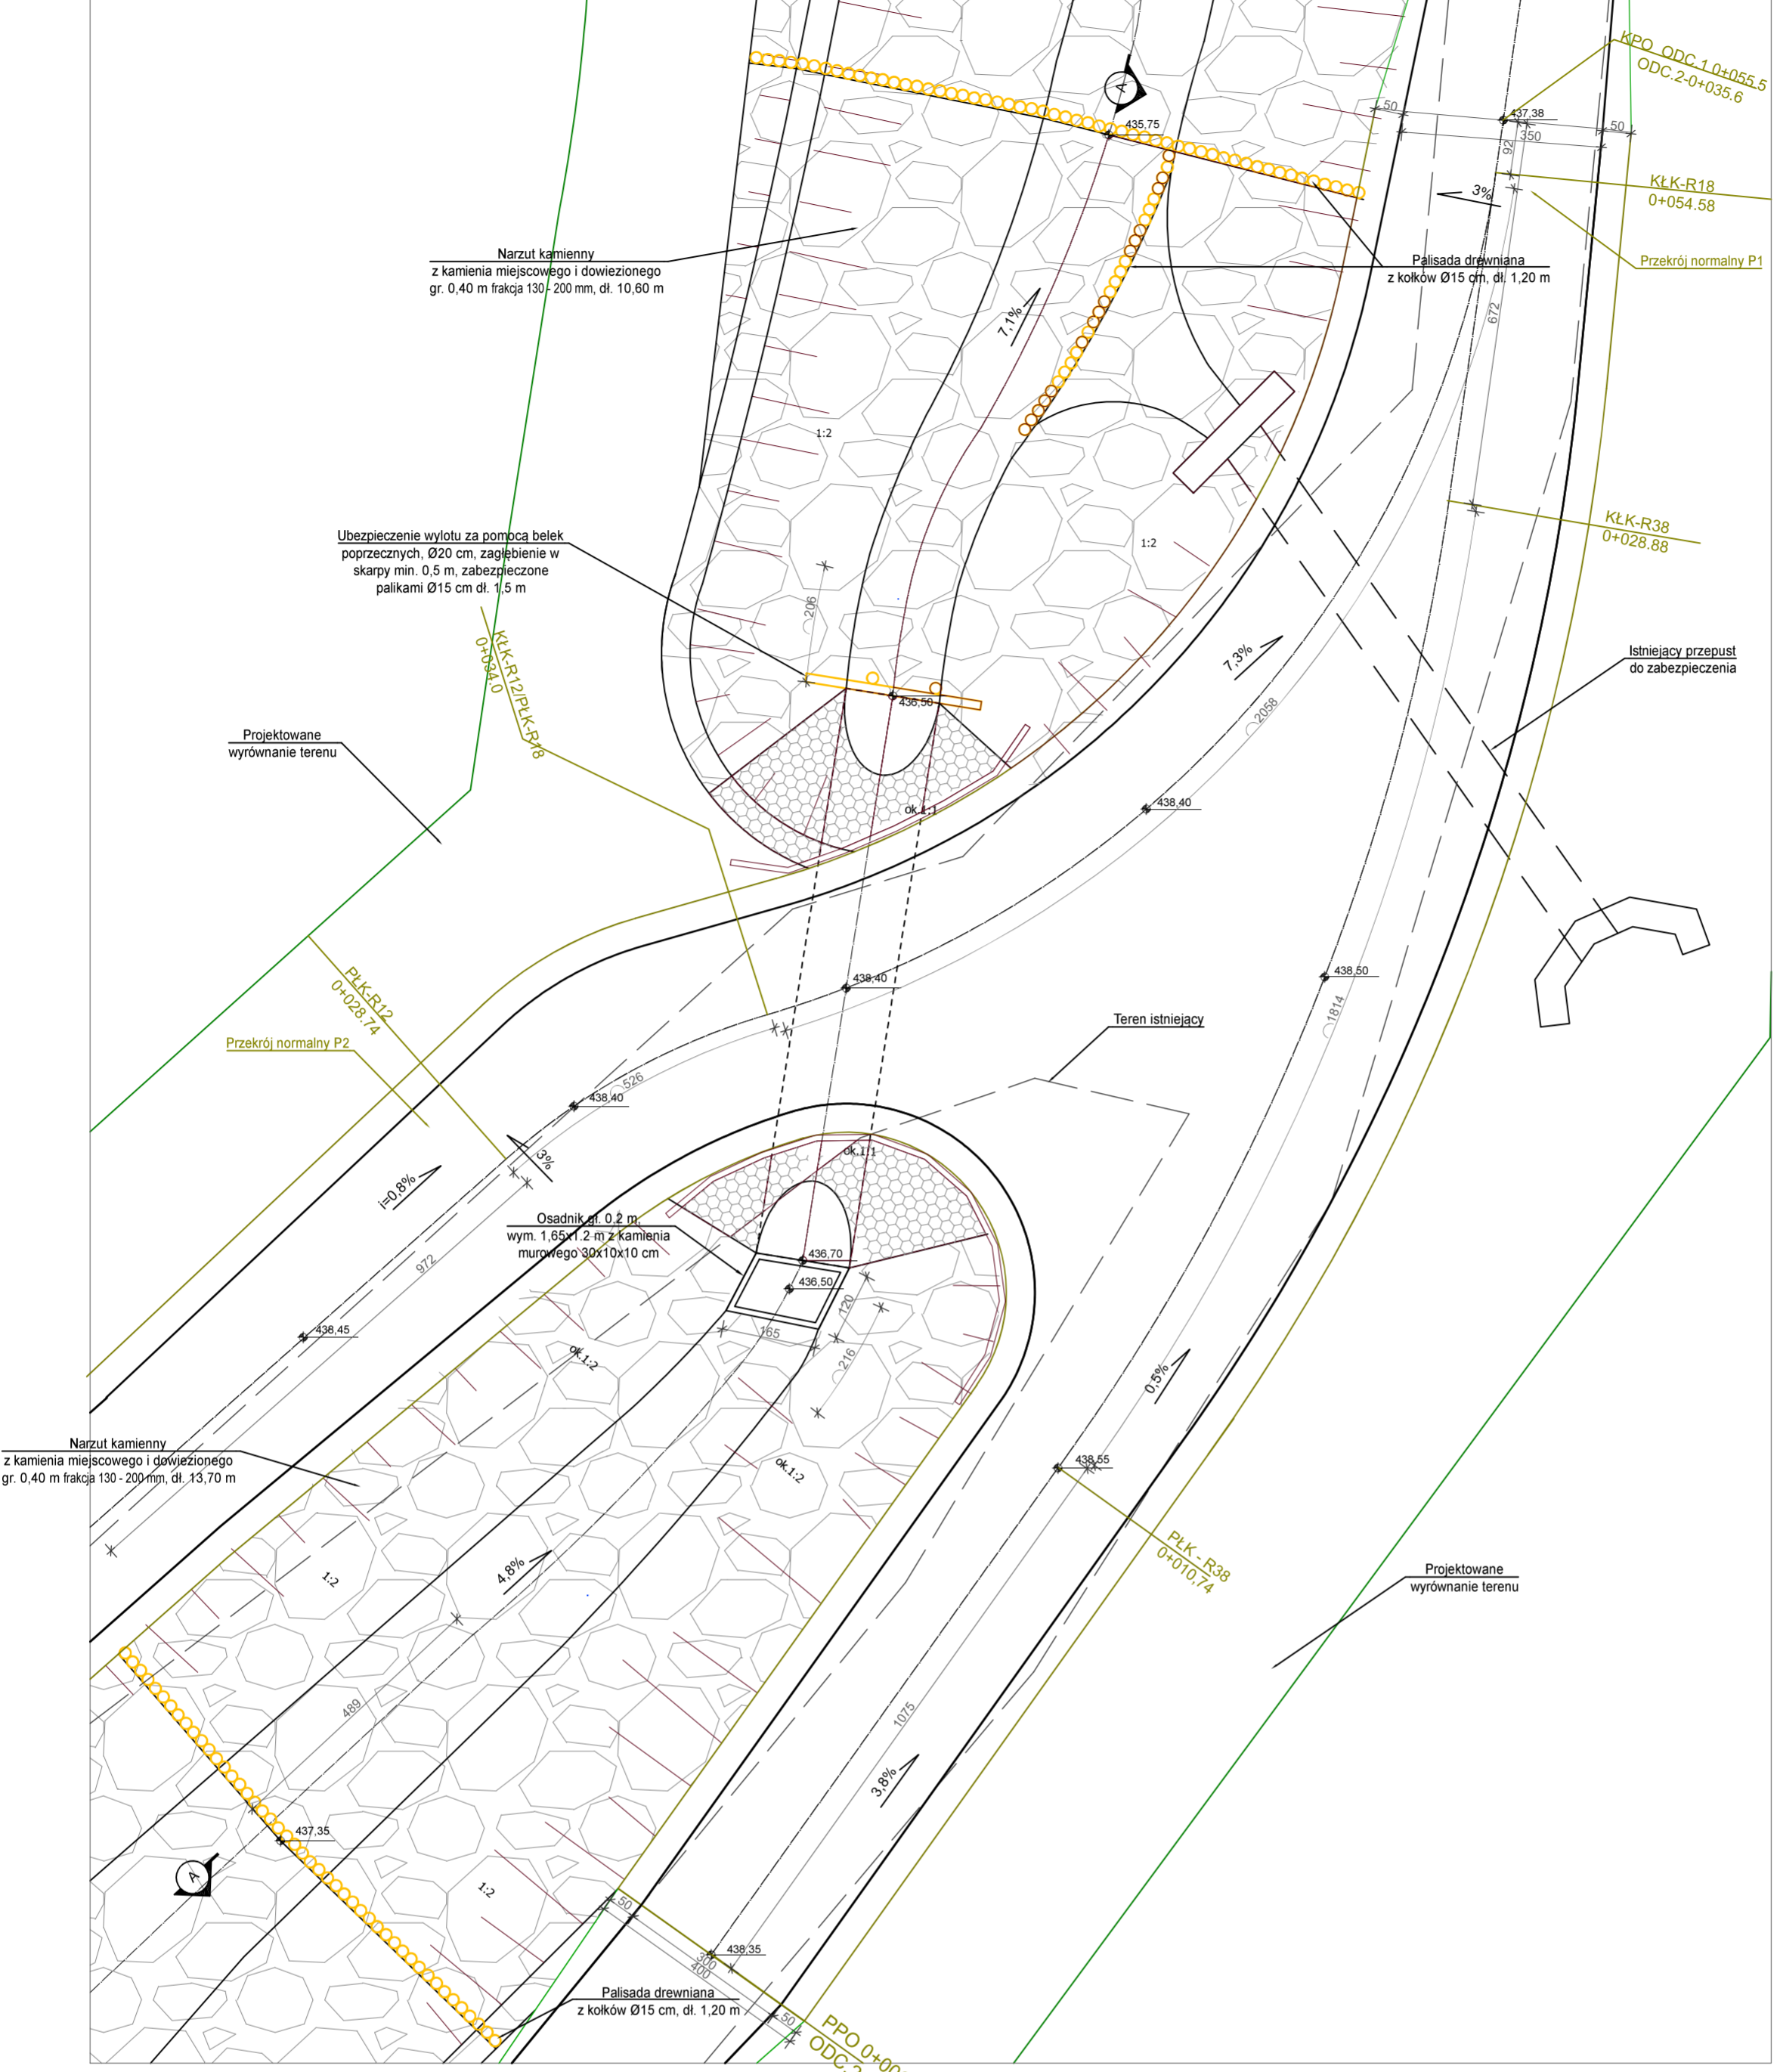 KPO ODC.1 0+055.5
ODC.2-0+035.6
A
435,75
50
437,38
50
350
92
KŁK-R18
0+054.58
3%
Narzut kamienny
z kamienia miejscowego i dowiezionego
gr. 0,40 m frakcja 130 - 200 mm, dł. 10,60 m
Palisada drewniana
z kołków Ø15 cm, dł. 1,20 m
Przekrój normalny P1
7,1%
672
1:2
KŁK-R38
0+028.88
Ubezpieczenie wylotu za pomocą belek
poprzecznych, Ø20 cm, zagłębienie w
skarpy min. 0,5 m, zabezpieczone
palikami Ø15 cm dł. 1,5 m
1:2
206
KŁK-R12/PŁK-R18
0+034.0
7,3%
Istniejący przepust
do zabezpieczenia
436,50
2058
Projektowane
wyrównanie terenu
438,40
ok.1:1
PŁK-R12
0+028.74
438,40
438,50
1814
Teren istniejący
Przekrój normalny P2
526
438,40
3%
ok.1:1
i=0,8%
Osadnik gł. 0.2 m,
wym. 1,65x1.2 m z kamienia
murowego 30x10x10 cm
436,70
436,50
972
120
165
438,45
216
ok.1:2
0,5%
Narzut kamienny
z kamienia miejscowego i dowiezionego
gr. 0,40 m frakcja 130 - 200 mm, dł. 13,70 m
438,55
ok.1:2
PŁK - R38
0+010,74
4,8%
1:2
Projektowane
wyrównanie terenu
489
1075
3,8%
437,35
A
1:2
50
438,35
300
400
Palisada drewniana
z kołków Ø15 cm, dł. 1,20 m
50
PPO 0+00
ODC.2